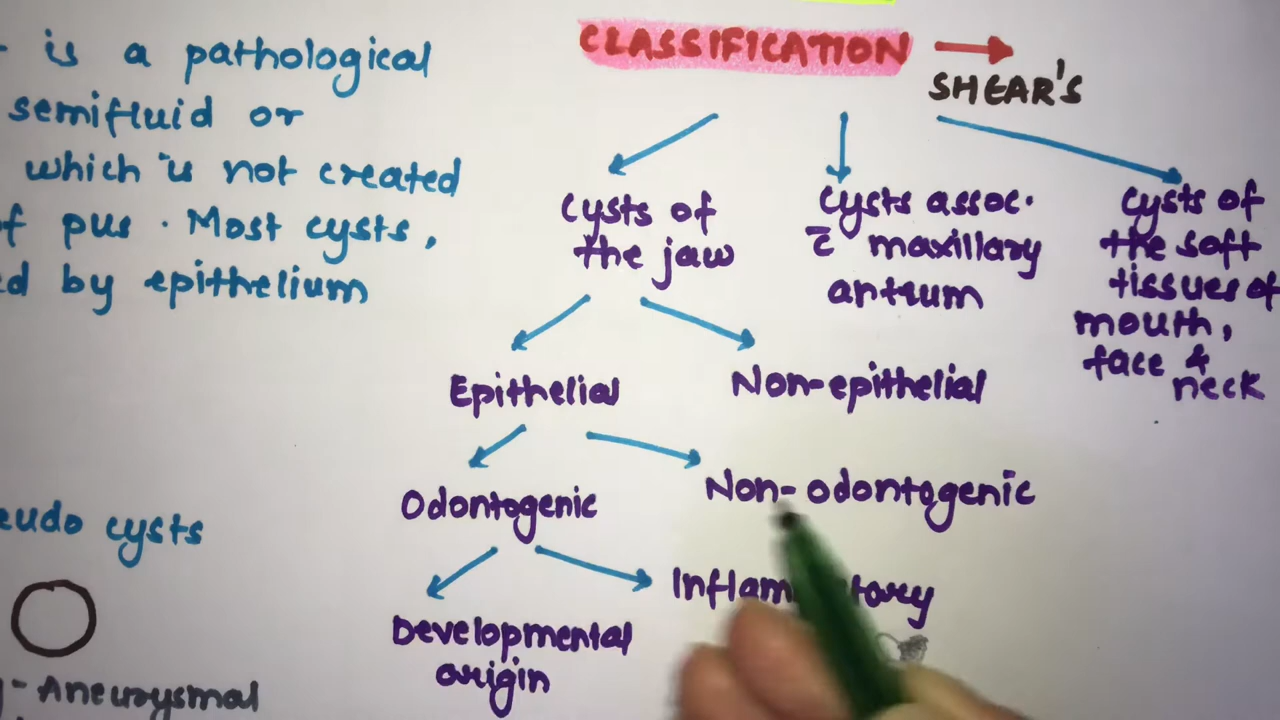 is a pathological
semifluid or
which is not created
of pus. Most cysts,
by epithelium
cysts
Aneurysmal
CLASSIFICATION
SHEAR'S
Cysts of
the jaw
Cysts assoc.
c̄ maxillary
antrum
Cysts of
the soft
tissues of
mouth,
face &
neck
Epithelial
Non-epithelial
Odontogenic
Non-odontogenic
Developmental
origin